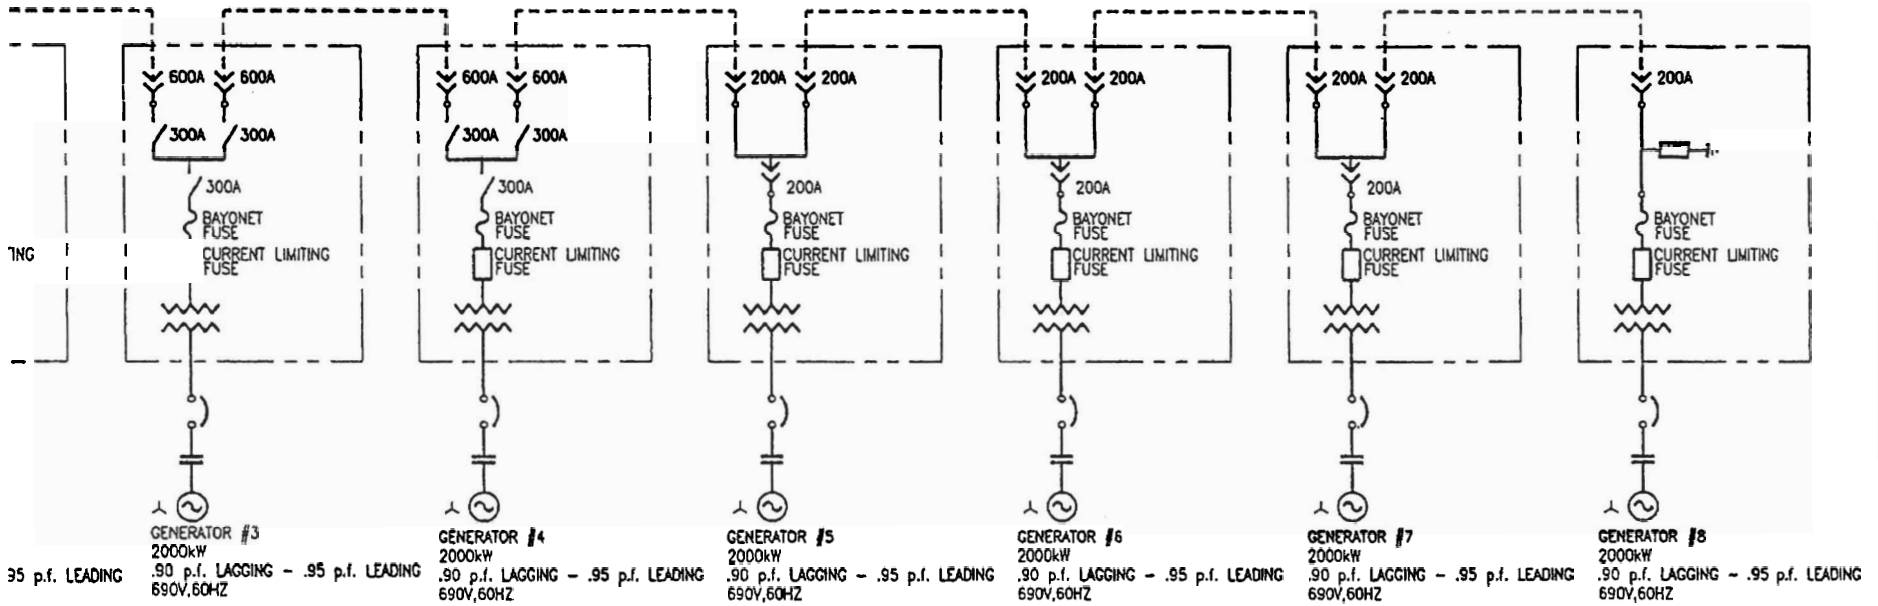 600A 600A 600A 600A 200A 200A 200A 200A 200A 200A 200A
300A 300A 300A 300A
300A 300A 200A 200A 200A
BAYONET FUSE
CURRENT LIMITING FUSE
BAYONET FUSE
CURRENT LIMITING FUSE
BAYONET FUSE
CURRENT LIMITING FUSE
BAYONET FUSE
CURRENT LIMITING FUSE
BAYONET FUSE
CURRENT LIMITING FUSE
BAYONET FUSE
CURRENT LIMITING FUSE
95 p.f. LEADING
GENERATOR #3
2000kW
.90 p.f. LAGGING - .95 p.f. LEADING
690V,60HZ
GENERATOR #4
2000kW
.90 p.f. LAGGING - .95 p.f. LEADING
690V,60HZ
GENERATOR #5
2000kW
.90 p.f. LAGGING - .95 p.f. LEADING
690V,60HZ
GENERATOR #6
2000kW
.90 p.f. LAGGING - .95 p.f. LEADING
690V,60HZ
GENERATOR #7
2000kW
.90 p.f. LAGGING - .95 p.f. LEADING
690V,60HZ
GENERATOR #8
2000kW
.90 p.f. LAGGING - .95 p.f. LEADING
690V,60HZ